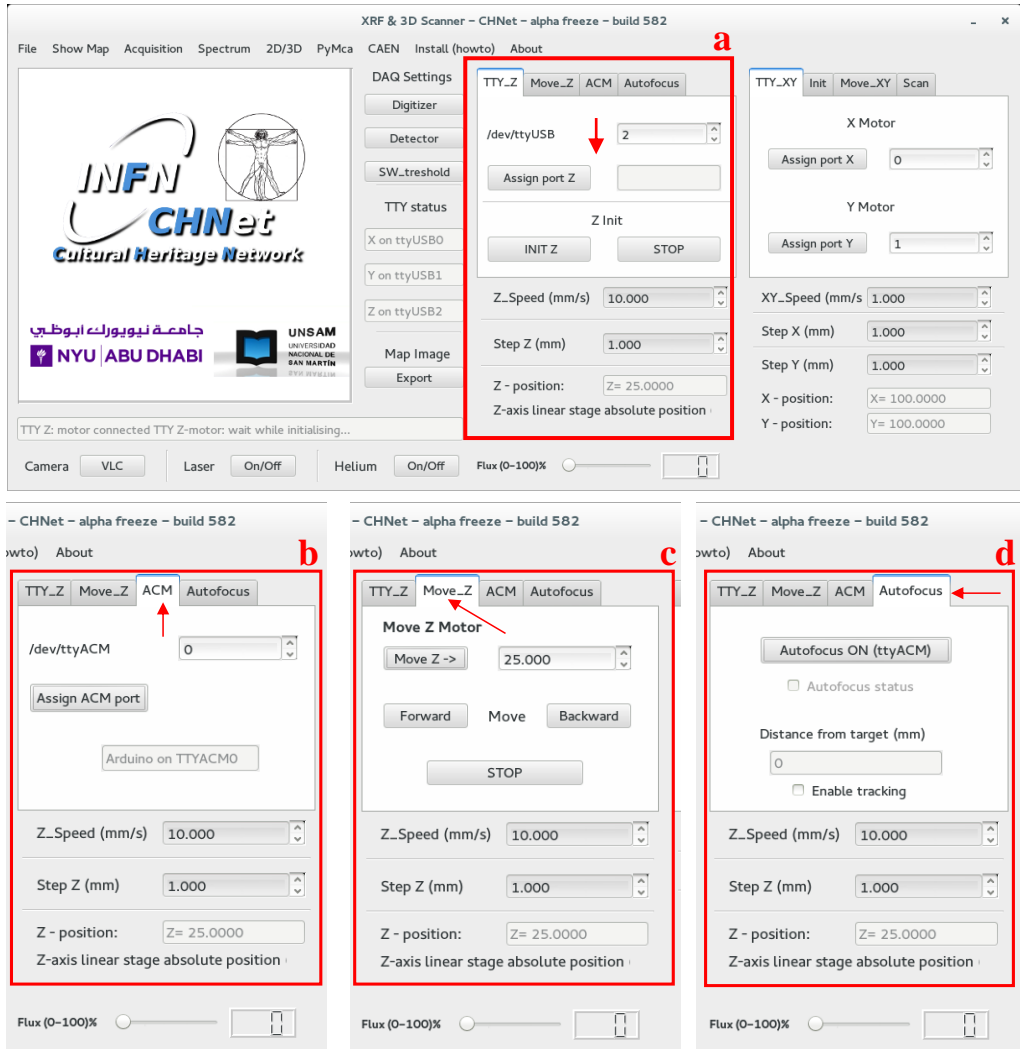 XRF & 3D Scanner – CHNet – alpha freeze – build 582
File Show Map Acquisition Spectrum 2D/3D PyMca CAEN Install (howto) About
a
INFN
CHNet
Cultural Heritage Network
جامعة نيويورك أبوظبي
NYU ABU DHABI
UNSAM
UNIVERSIDAD
NACIONAL DE
SAN MARTÍN
DAQ Settings
Digitizer
Detector
SW_treshold
TTY status
X on ttyUSB0
Y on ttyUSB1
Z on ttyUSB2
Map Image
Export
TTY_Z Move_Z ACM Autofocus
/dev/ttyUSB 2
Assign port Z
Z Init
INIT Z STOP
Z_Speed (mm/s) 10.000
Step Z (mm) 1.000
Z - position: Z= 25.0000
Z-axis linear stage absolute position
TTY_XY Init Move_XY Scan
X Motor
Assign port X 0
Y Motor
Assign port Y 1
XY_Speed (mm/s 1.000
Step X (mm) 1.000
Step Y (mm) 1.000
X - position: X= 100.0000
Y - position: Y= 100.0000
TTY Z: motor connected TTY Z-motor: wait while initialising...
Camera VLC Laser On/Off Helium On/Off Flux (0-100)% 0
– CHNet – alpha freeze – build 582
owto) About
b
TTY_Z Move_Z ACM Autofocus
/dev/ttyACM 0
Assign ACM port
Arduino on TTYACM0
Z_Speed (mm/s) 10.000
Step Z (mm) 1.000
Z - position: Z= 25.0000
Z-axis linear stage absolute position
Flux (0-100)% 0
– CHNet – alpha freeze – build 582
owto) About
c
TTY_Z Move_Z ACM Autofocus
Move Z Motor
Move Z -> 25.000
Forward Move Backward
STOP
Z_Speed (mm/s) 10.000
Step Z (mm) 1.000
Z - position: Z= 25.0000
Z-axis linear stage absolute position
Flux (0-100)% 0
– CHNet – alpha freeze – build 582
owto) About
d
TTY_Z Move_Z ACM Autofocus
Autofocus ON (ttyACM)
Autofocus status
Distance from target (mm)
0
Enable tracking
Z_Speed (mm/s) 10.000
Step Z (mm) 1.000
Z - position: Z= 25.0000
Z-axis linear stage absolute position
Flux (0-100)% 0